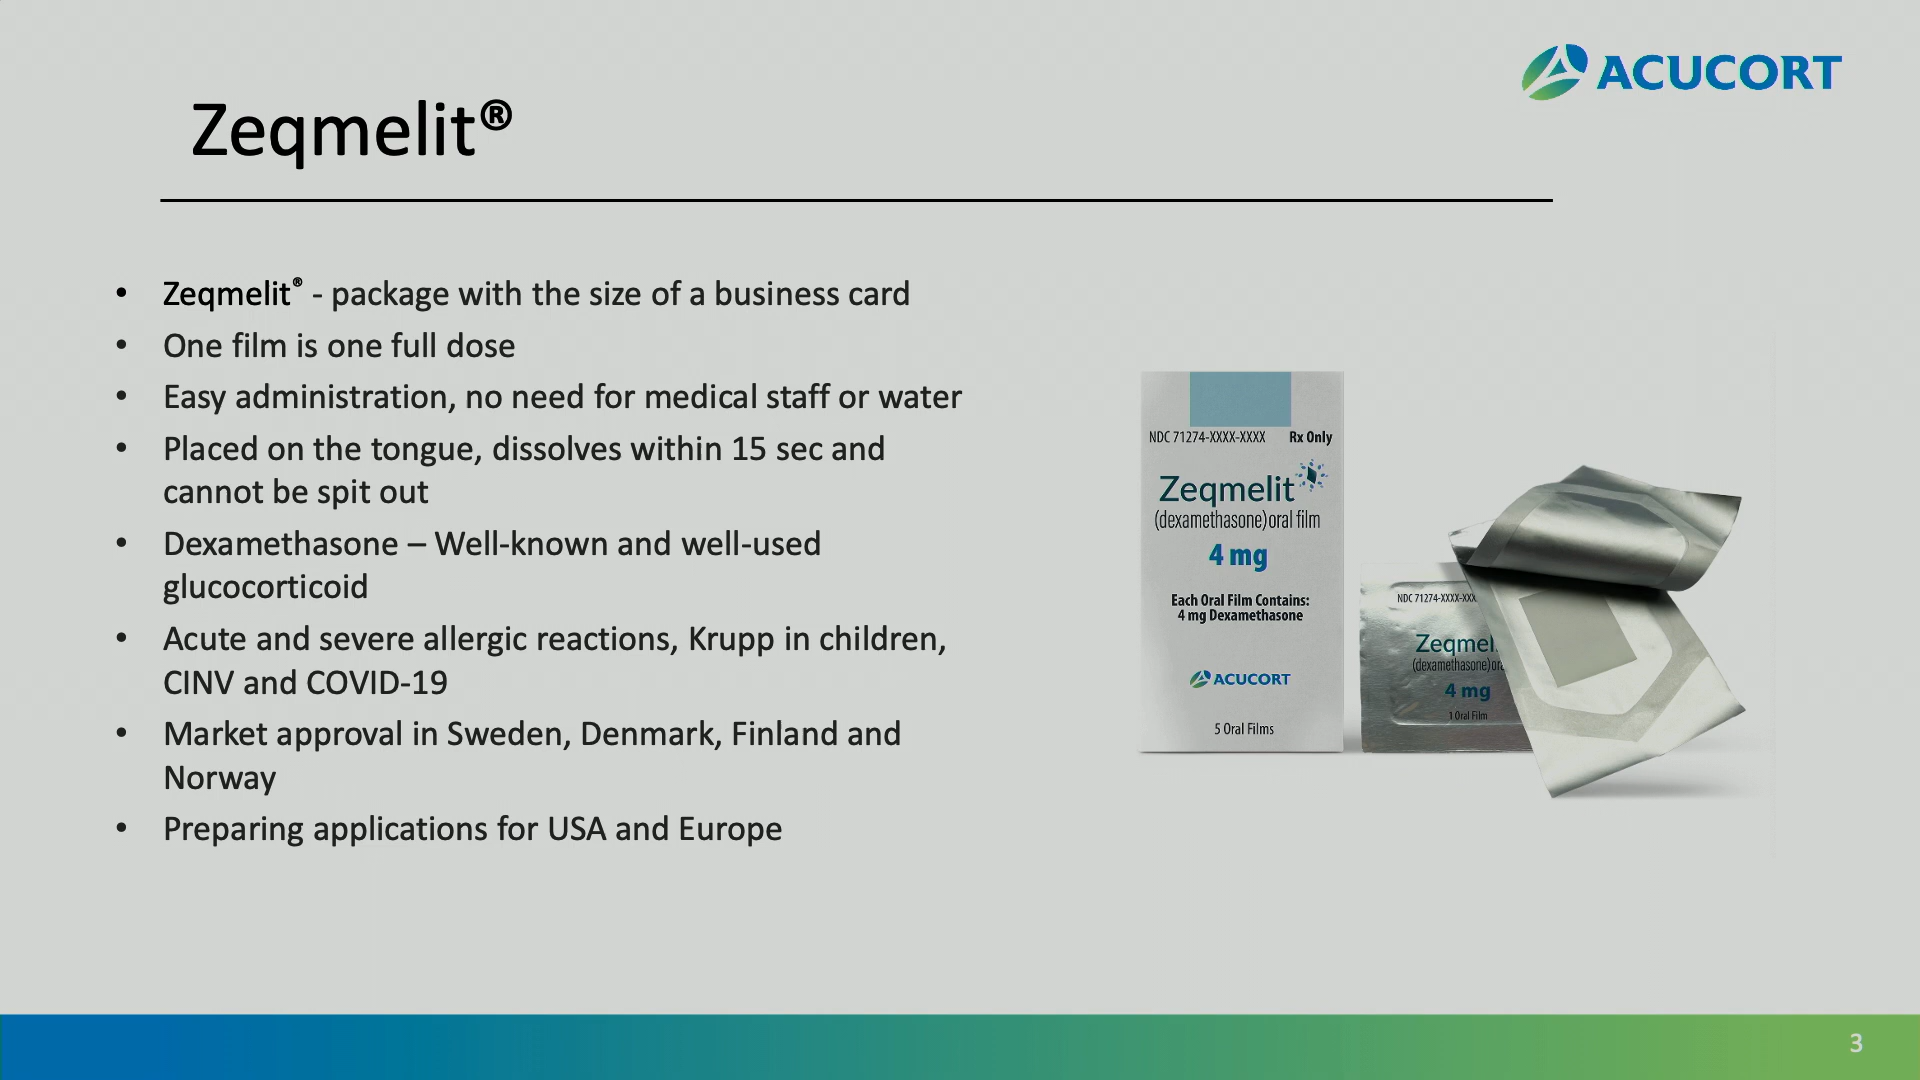 ACUCORT
Zeqmelit®
• Zeqmelit® - package with the size of a business card
• One film is one full dose
• Easy administration, no need for medical staff or water
• Placed on the tongue, dissolves within 15 sec and
cannot be spit out
• Dexamethasone – Well-known and well-used
glucocorticoid
• Acute and severe allergic reactions, Krupp in children,
CINV and COVID-19
• Market approval in Sweden, Denmark, Finland and
Norway
• Preparing applications for USA and Europe
NDC 71274-XXXX-XXXX Rx Only
Zeqmelit
(dexamethasone) oral film
4 mg
Each Oral Film Contains:
4 mg Dexamethasone
ACUCORT
5 Oral Films
NDC 71274-XXXX-XXX
Zeqmel
(dexamethasone) ora
4 mg
1 Oral Film
3